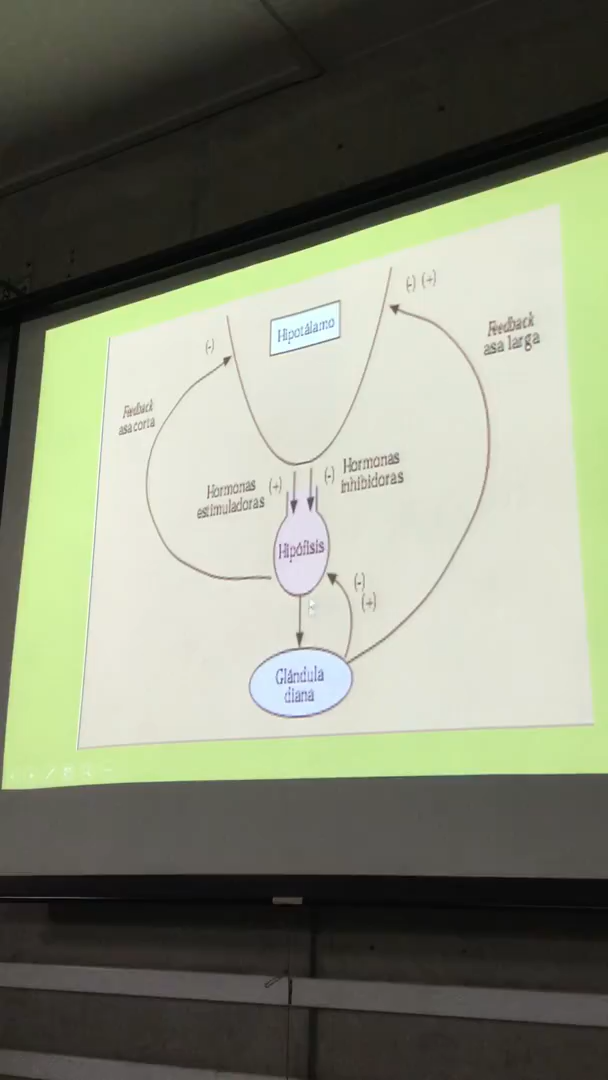 (-) (+)
Hipotálamo
Feedback
asa larga
(-)
Feedback
asa corta
Hormonas
estimuladoras
(+)
(-)
Hormonas
inhibidoras
Hipófisis
(-)
(+)
Glándula
diana